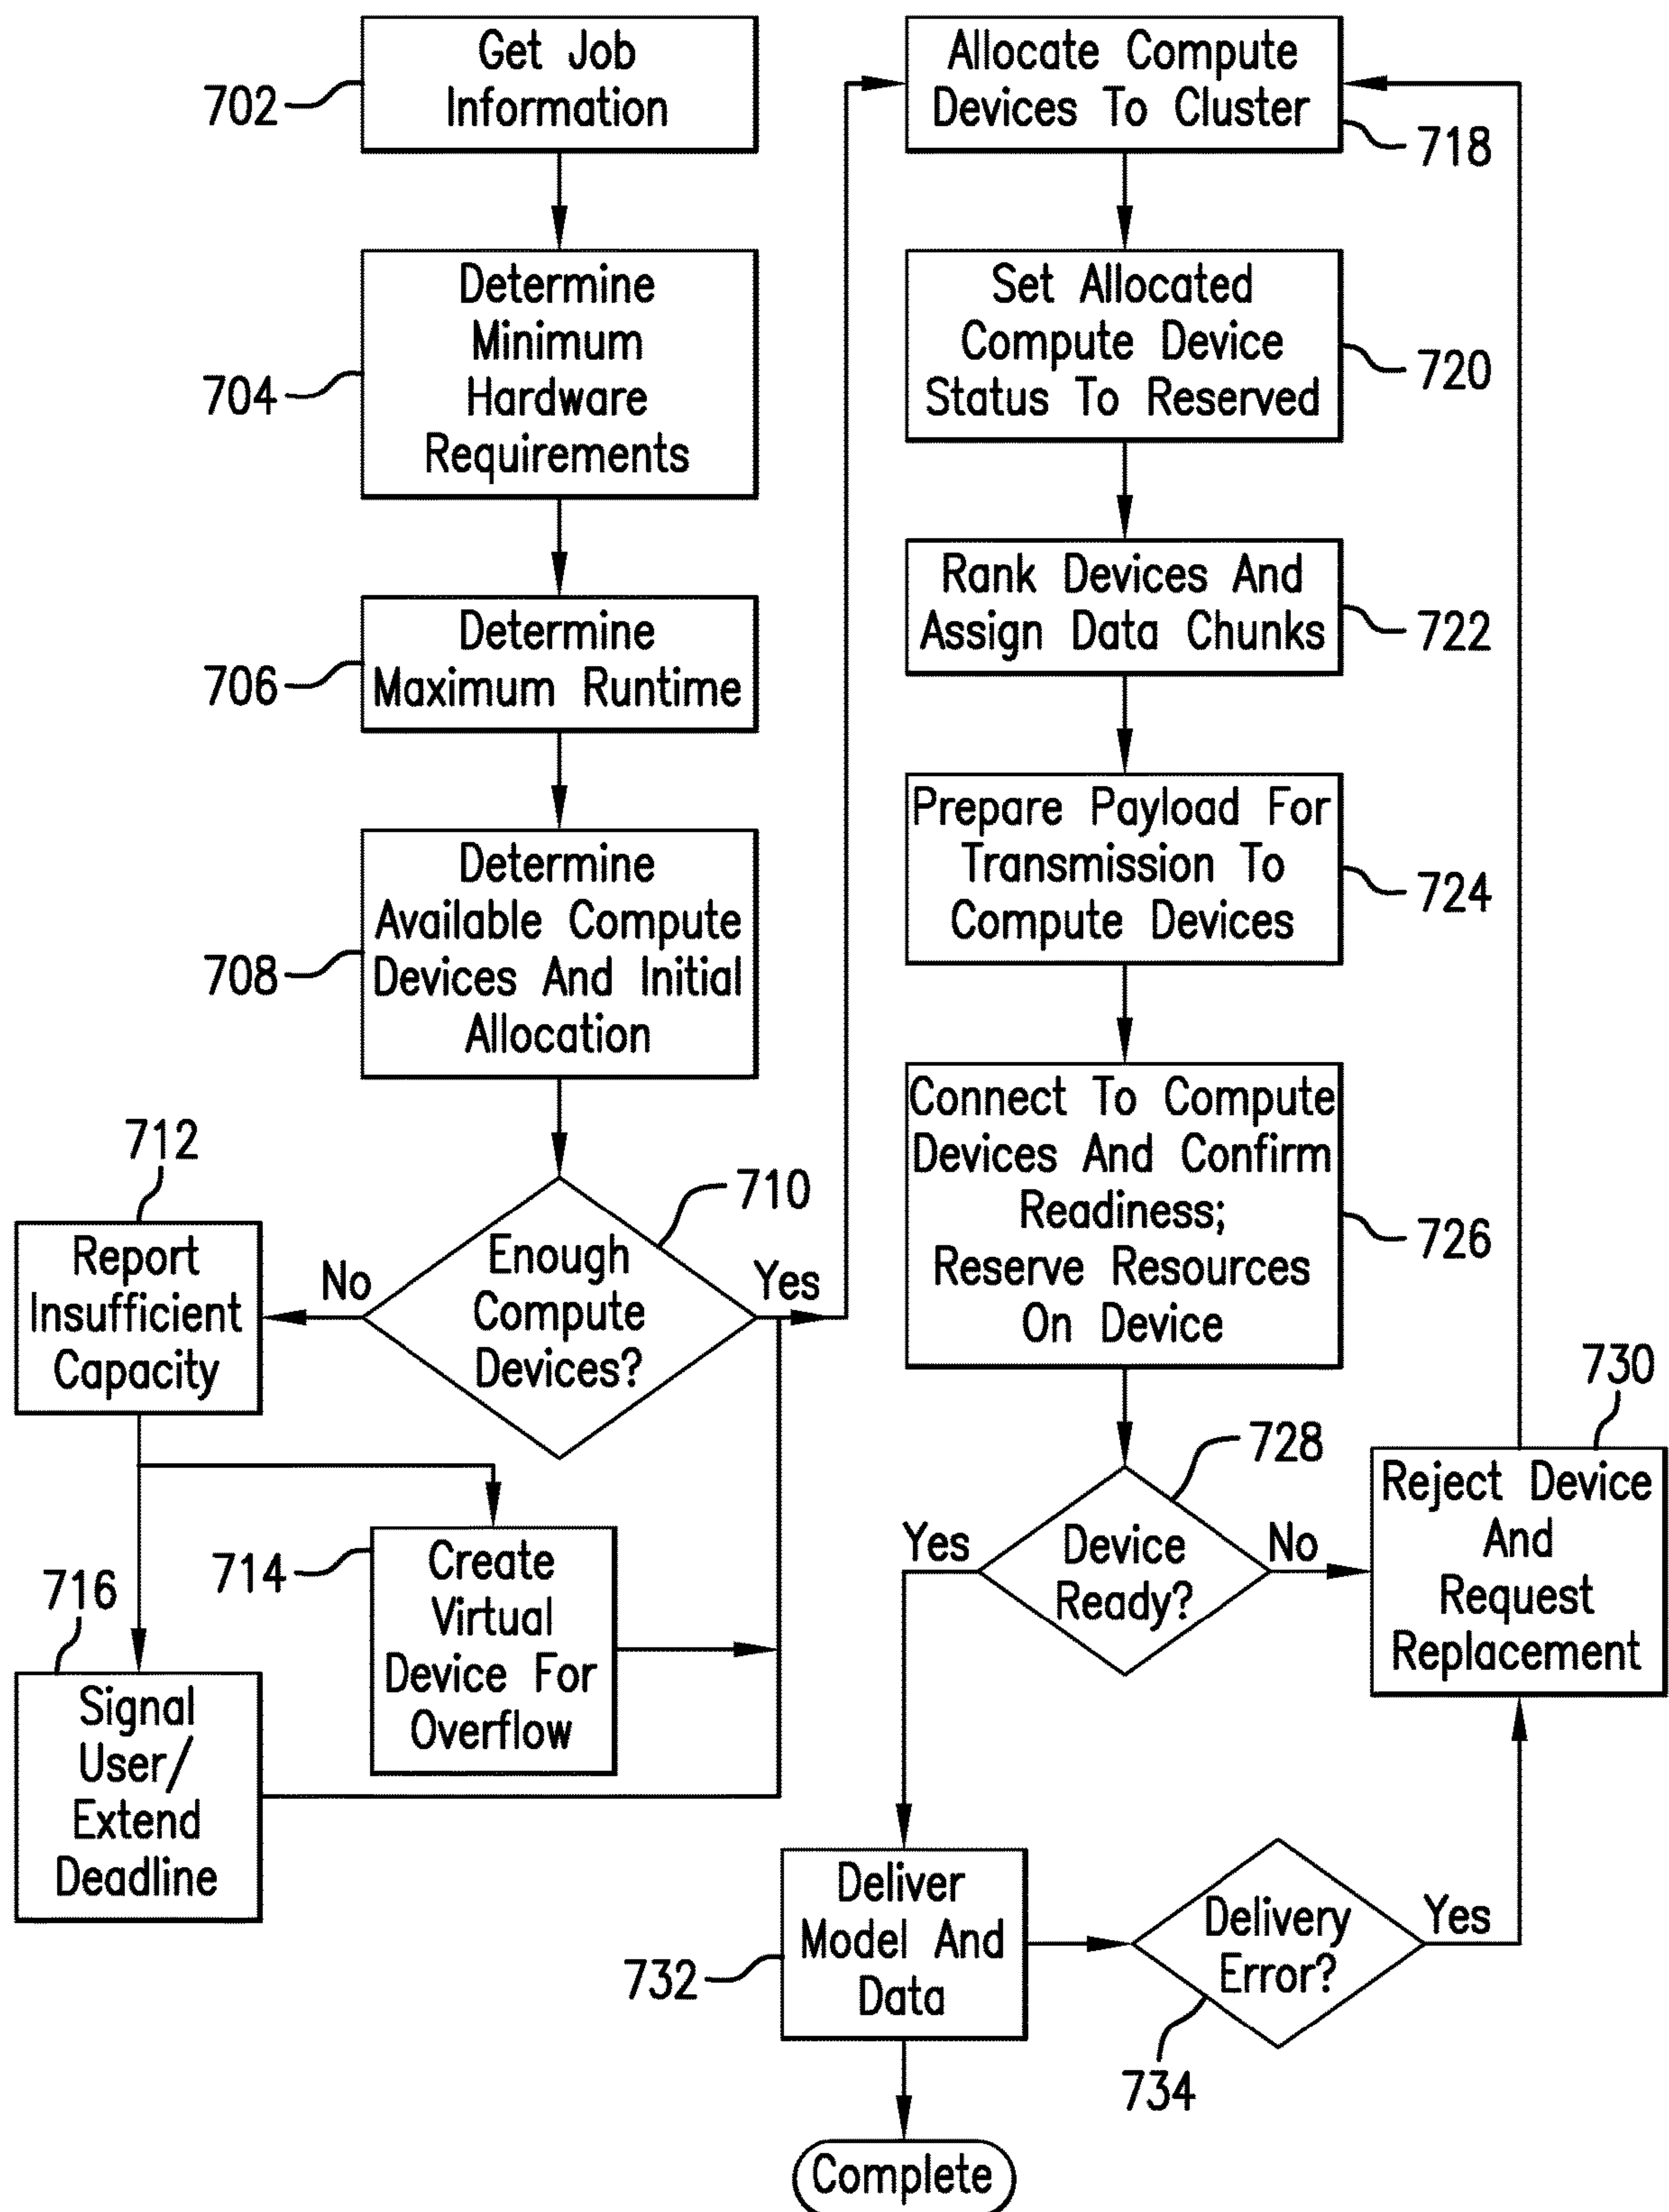 Get Job
Information
702
Determine
Minimum
Hardware
Requirements
704
Determine
Maximum Runtime
706
Determine
Available Compute
Devices And Initial
Allocation
708
Enough
Compute
Devices?
710
No
Yes
712
Report
Insufficient
Capacity
714
Create
Virtual
Device For
Overflow
716
Signal
User/
Extend
Deadline
Allocate Compute
Devices To Cluster
718
Set Allocated
Compute Device
Status To Reserved
720
Rank Devices And
Assign Data Chunks
722
Prepare Payload For
Transmission To
Compute Devices
724
Connect To Compute
Devices And Confirm
Readiness;
Reserve Resources
On Device
726
Device
Ready?
728
Yes
No
730
Reject Device
And
Request
Replacement
Deliver
Model And
Data
732
Delivery
Error?
Yes
734
Complete